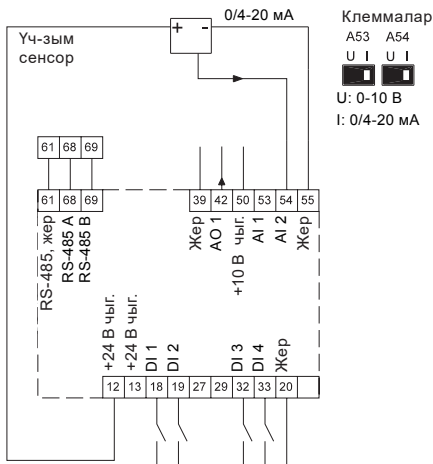 0/4-20 мА
Үч-зым
сенсор
+ -
Клеммалар
A53 A54
U I U I
U: 0-10 В
I: 0/4-20 мА
61 68 69
61 68 69
39 42 50 53 54 55
RS-485, жер
RS-485 A
RS-485 B
Жер
AO 1
+10 В чыг.
AI 1
AI 2
Жер
+24 В чыг.
+24 В чыг.
DI 1
DI 2
DI 3
DI 4
Жер
12 13 18 19 27 29 32 33 20